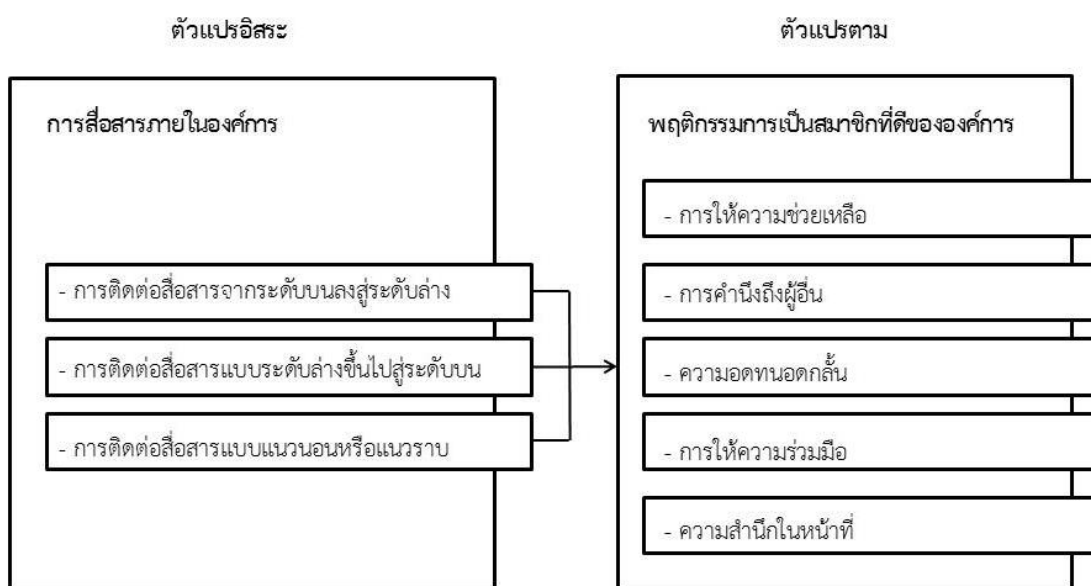 ตัวแปรอิสระ
ตัวแปรตาม
การสื่อสารภายในองค์การ
- การติดต่อสื่อสารจากระดับบนลงสู่ระดับล่าง
- การติดต่อสื่อสารแบบระดับล่างขึ้นไปสู่ระดับบน
- การติดต่อสื่อสารแบบแนวนอนหรือแนวราบ
พฤติกรรมการเป็นสมาชิกที่ดีขององค์การ
- การให้ความช่วยเหลือ
- การคำนึงถึงผู้อื่น
- ความอดทนอดกลั้น
- การให้ความร่วมมือ
- ความสำนึกในหน้าที่